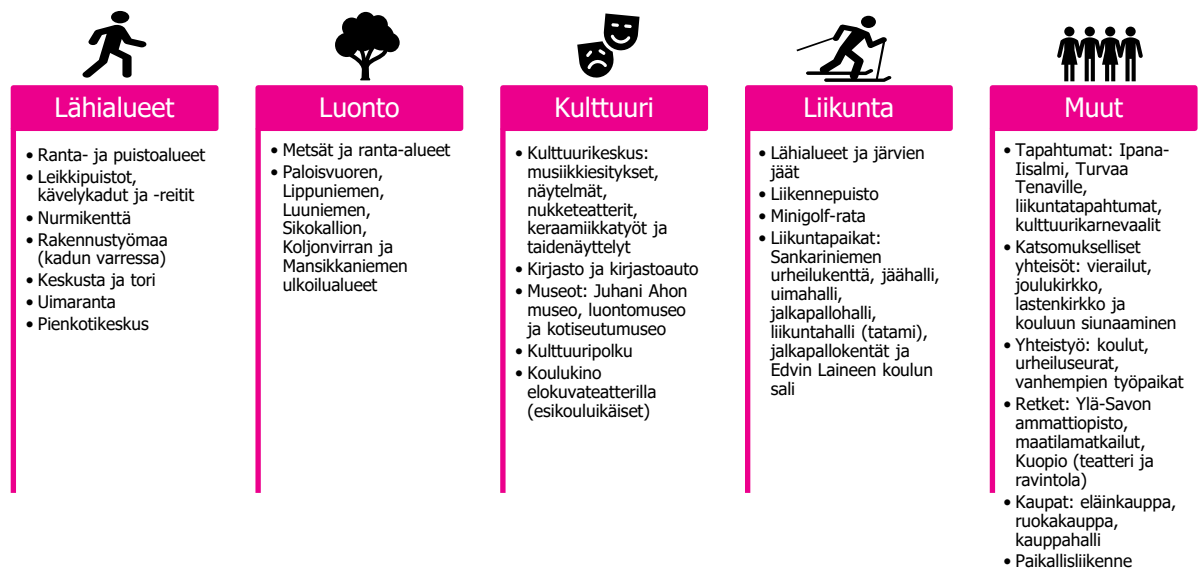 Lähialueet
• Ranta- ja puistoalueet
• Leikkipuistot,
kävelykadut ja -reitit
• Nurmikenttä
• Rakennustyömaa
(kadun varressa)
• Keskusta ja tori
• Uimaranta
• Pienkotikeskus
Luonto
• Metsät ja ranta-alueet
• Paloisvuoren,
Lippuniemen,
Luuniemen,
Sikokallion,
Koljonvirran ja
Mansikkaniemen
ulkoilualueet
Kulttuuri
• Kulttuurikeskus:
musiikkiesitykset,
näytelmät,
nukketeatterit,
keraamiikkatyöt ja
taidenäyttelyt
• Kirjasto ja kirjastoauto
• Museot: Juhani Ahon
museo, luontomuseo
ja kotiseutumuseo
• Kulttuuripolku
• Koulukino
elokuvateatterilla
(esikouluikäiset)
Liikunta
• Lähialueet ja järvien
jäät
• Liikennepuisto
• Minigolf-rata
• Liikuntapaikat:
Sankariniemen
urheilukenttä, jäähalli,
uimahalli,
jalkapallohalli,
liikuntahalli (tatami),
jalkapallokentät ja
Edvin Laineen koulun
sali
Muut
• Tapahtumat: Ipana-
Iisalmi, Turvaa
Tenaville,
liikuntatapahtumat,
kulttuurikarnevaalit
• Katsomukselliset
yhteisöt: vierailut,
joulukirkko,
lastenkirkko ja
kouluun siunaaminen
• Yhteistyö: koulut,
urheiluseurat,
vanhempien työpaikat
• Retket: Ylä-Savon
ammattiopisto,
maatilamatkailut,
Kuopio (teatteri ja
ravintola)
• Kaupat: eläinkauppa,
ruokakauppa,
kauppahalli
• Paikallisliikenne